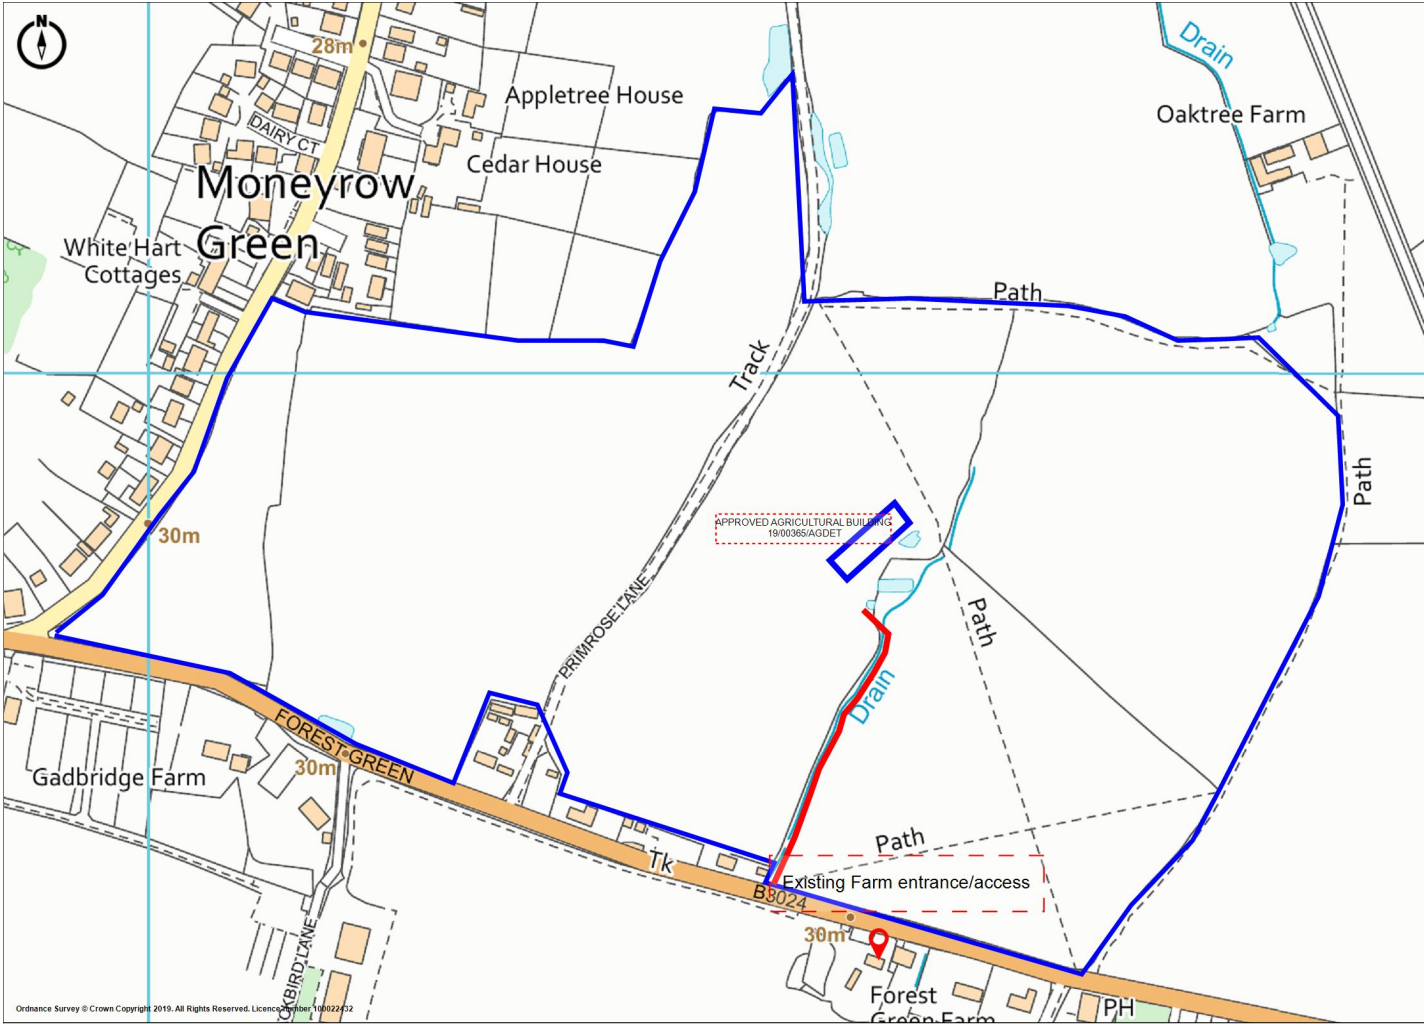 N
28m
Drain
Appletree House
Oaktree Farm
DAIRY CT
Cedar House
Moneyrow
Green
White Hart
Cottages
Path
Track
Path
30m
APPROVED AGRICULTURAL BUILDING
19/00365/AGDET
PRIMROSE LANE
Path
Drain
FOREST GREEN
30m
Gadbridge Farm
Path
Tk
Existing Farm entrance/access
B3024
30m
CKBIRD LANE
Forest
Green Farm
PH
Ordnance Survey © Crown Copyright 2019. All Rights Reserved. Licence number 100022432